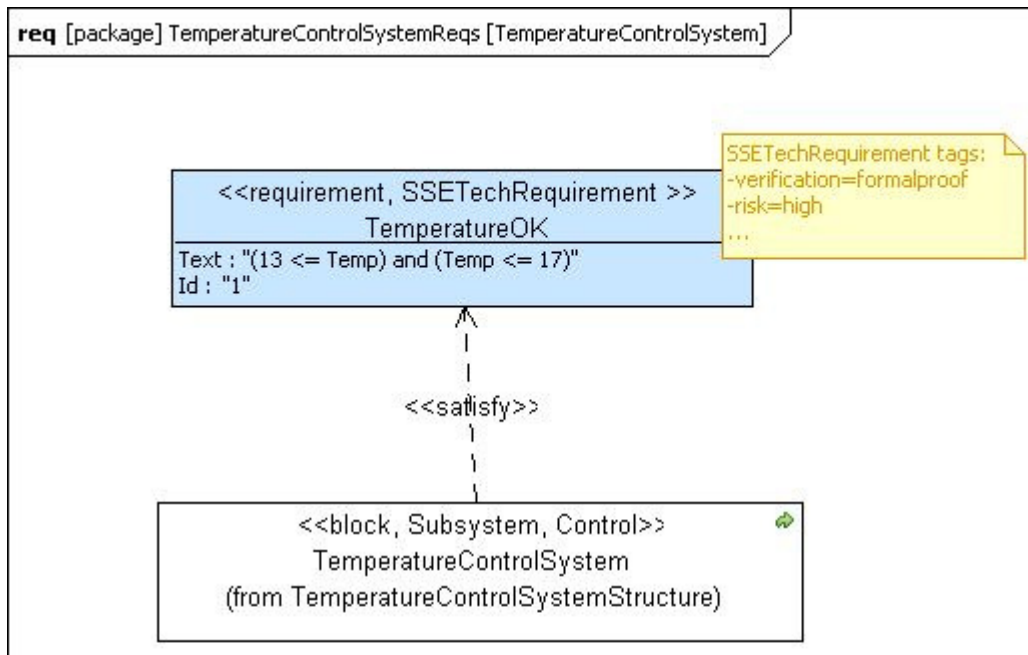 req [package] TemperatureControlSystemReqs [TemperatureControlSystem]
SSETechRequirement tags:
-verification=formalproof
-risk=high
...
<<requirement, SSETechRequirement >>
TemperatureOK
Text : "(13 <= Temp) and (Temp <= 17)"
Id : "1"
<<satisfy>>
<<block, Subsystem, Control>>
TemperatureControlSystem
(from TemperatureControlSystemStructure)